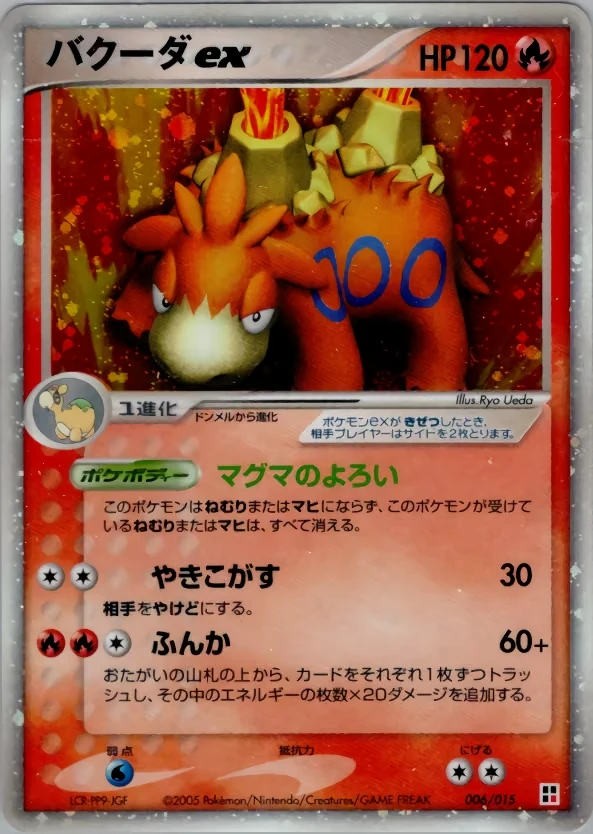 バクーダex HP120
Illus. Ryo Ueda
1進化 ドンメルから進化
ポケモンexが きぜつしたとき、
相手プレイヤーはサイドを2枚とります。
ポケボディー マグマのよろい
このポケモンはねむりまたはマヒにならず、このポケモンが受けて
いるねむりまたはマヒは、すべて消える。
やきこがす 30
相手をやけどにする。
ふんか 60+
おたがいの山札の上から、カードをそれぞれ1枚ずつトラッ
シュし、その中のエネルギーの枚数×20ダメージを追加する。
弱点 抵抗力 にげる
LCR-PP9-JGF ©2005 Pokémon/Nintendo/Creatures/GAME FREAK 006/015